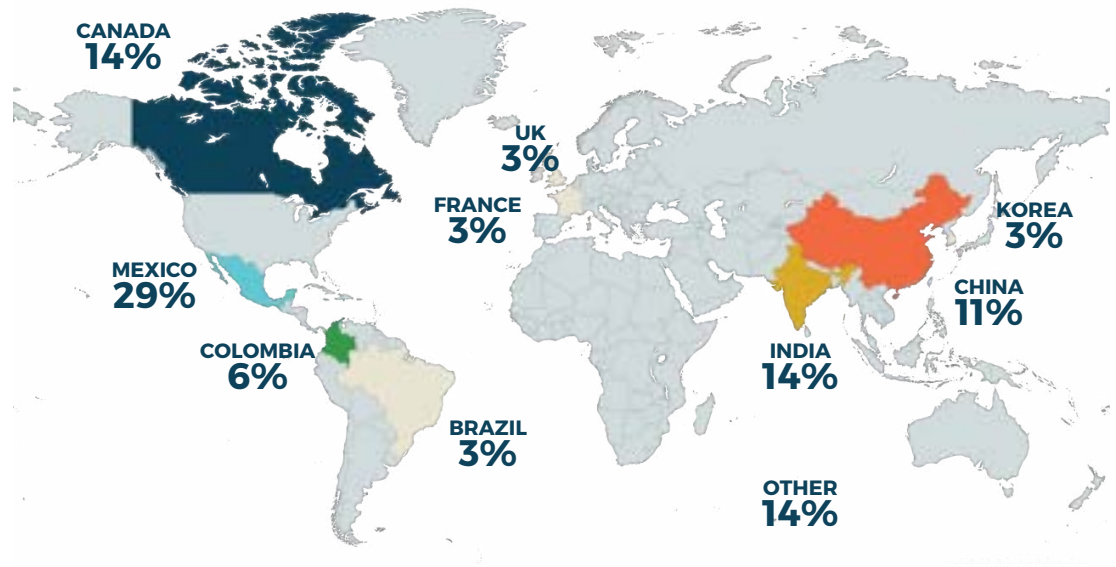 CANADA
14%
UK
3%
FRANCE
3%
KOREA
3%
MEXICO
29%
CHINA
11%
COLOMBIA
6%
INDIA
14%
BRAZIL
3%
OTHER
14%